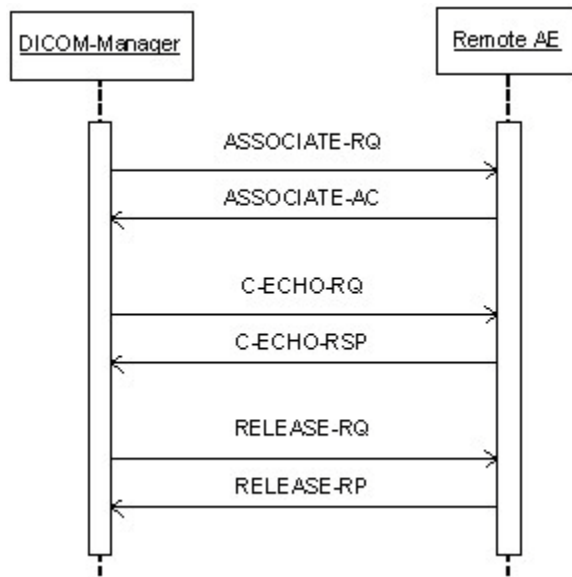 DICOM-Manager
Remote AE
ASSOCIATE-RQ
ASSOCIATE-AC
C-ECHO-RQ
C-ECHO-RSP
RELEASE-RQ
RELEASE-RP